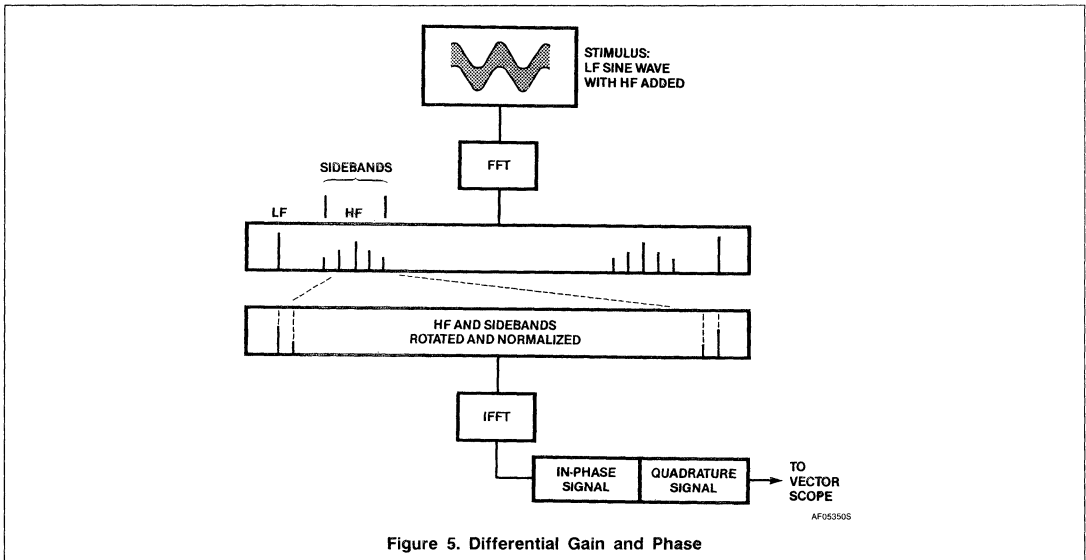 STIMULUS:
LF SINE WAVE
WITH HF ADDED
FFT
SIDEBANDS
LF
HF
HF AND SIDEBANDS
ROTATED AND NORMALIZED
IFFT
IN-PHASE
SIGNAL
QUADRATURE
SIGNAL
TO
VECTOR
SCOPE
AF05350S
Figure 5. Differential Gain and Phase